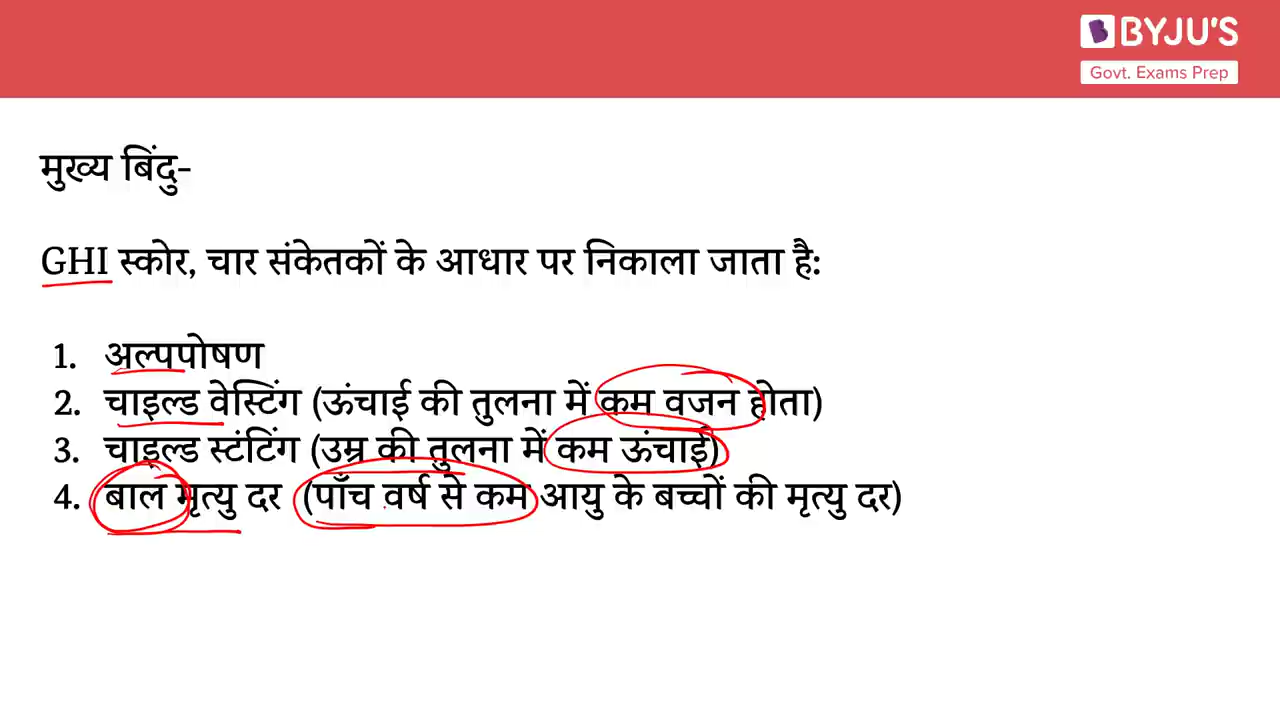 BYJU'S
Govt. Exams Prep
मुख्य बिंदु-
GHI स्कोर, चार संकेतकों के आधार पर निकाला जाता है:
1. अल्पपोषण
2. चाइल्ड वेस्टिंग (ऊंचाई की तुलना में कम वजन होता)
3. चाइल्ड स्टंटिंग (उम्र की तुलना में कम ऊंचाई)
4. बाल मृत्यु दर (पाँच वर्ष से कम आयु के बच्चों की मृत्यु दर)